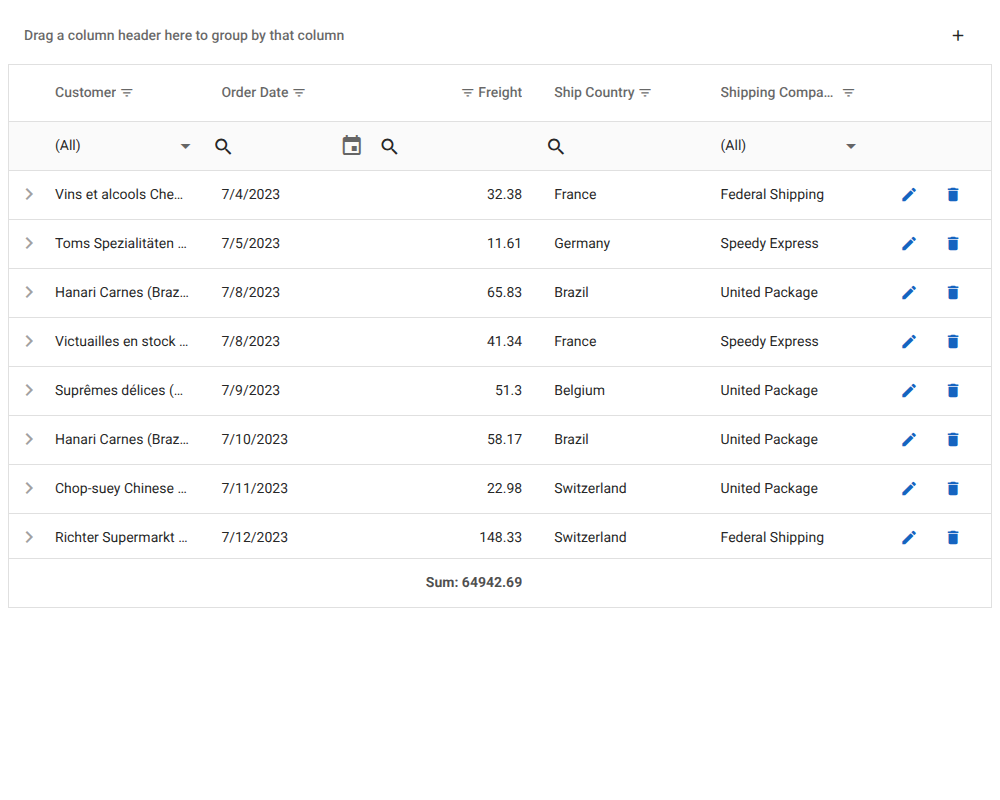 Drag a column header here to group by that column
Customer Order Date Freight Ship Country Shipping Compa...
(All) (All)
Vins et alcools Che... 7/4/2023 32.38 France Federal Shipping
Toms Spezialitäten ... 7/5/2023 11.61 Germany Speedy Express
Hanari Carnes (Braz... 7/8/2023 65.83 Brazil United Package
Victuailles en stock ... 7/8/2023 41.34 France Speedy Express
Suprêmes délices (... 7/9/2023 51.3 Belgium United Package
Hanari Carnes (Braz... 7/10/2023 58.17 Brazil United Package
Chop-suey Chinese ... 7/11/2023 22.98 Switzerland United Package
Richter Supermarkt ... 7/12/2023 148.33 Switzerland Federal Shipping
Sum: 64942.69